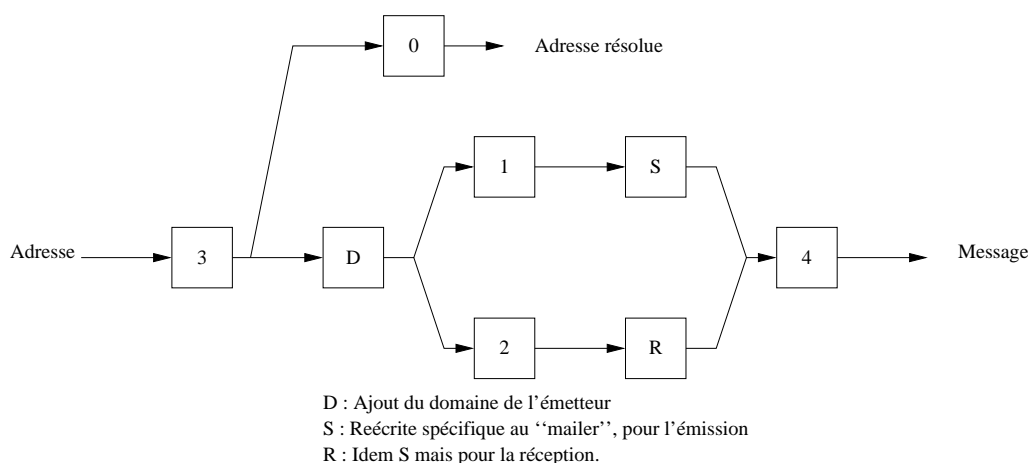 0
Adresse résolue
1
S
Adresse
3
D
4
Message
2
R
D : Ajout du domaine de l'émetteur
S : Reécrite spécifique au ‘‘mailer’’, pour l'émission
R : Idem S mais pour la réception.